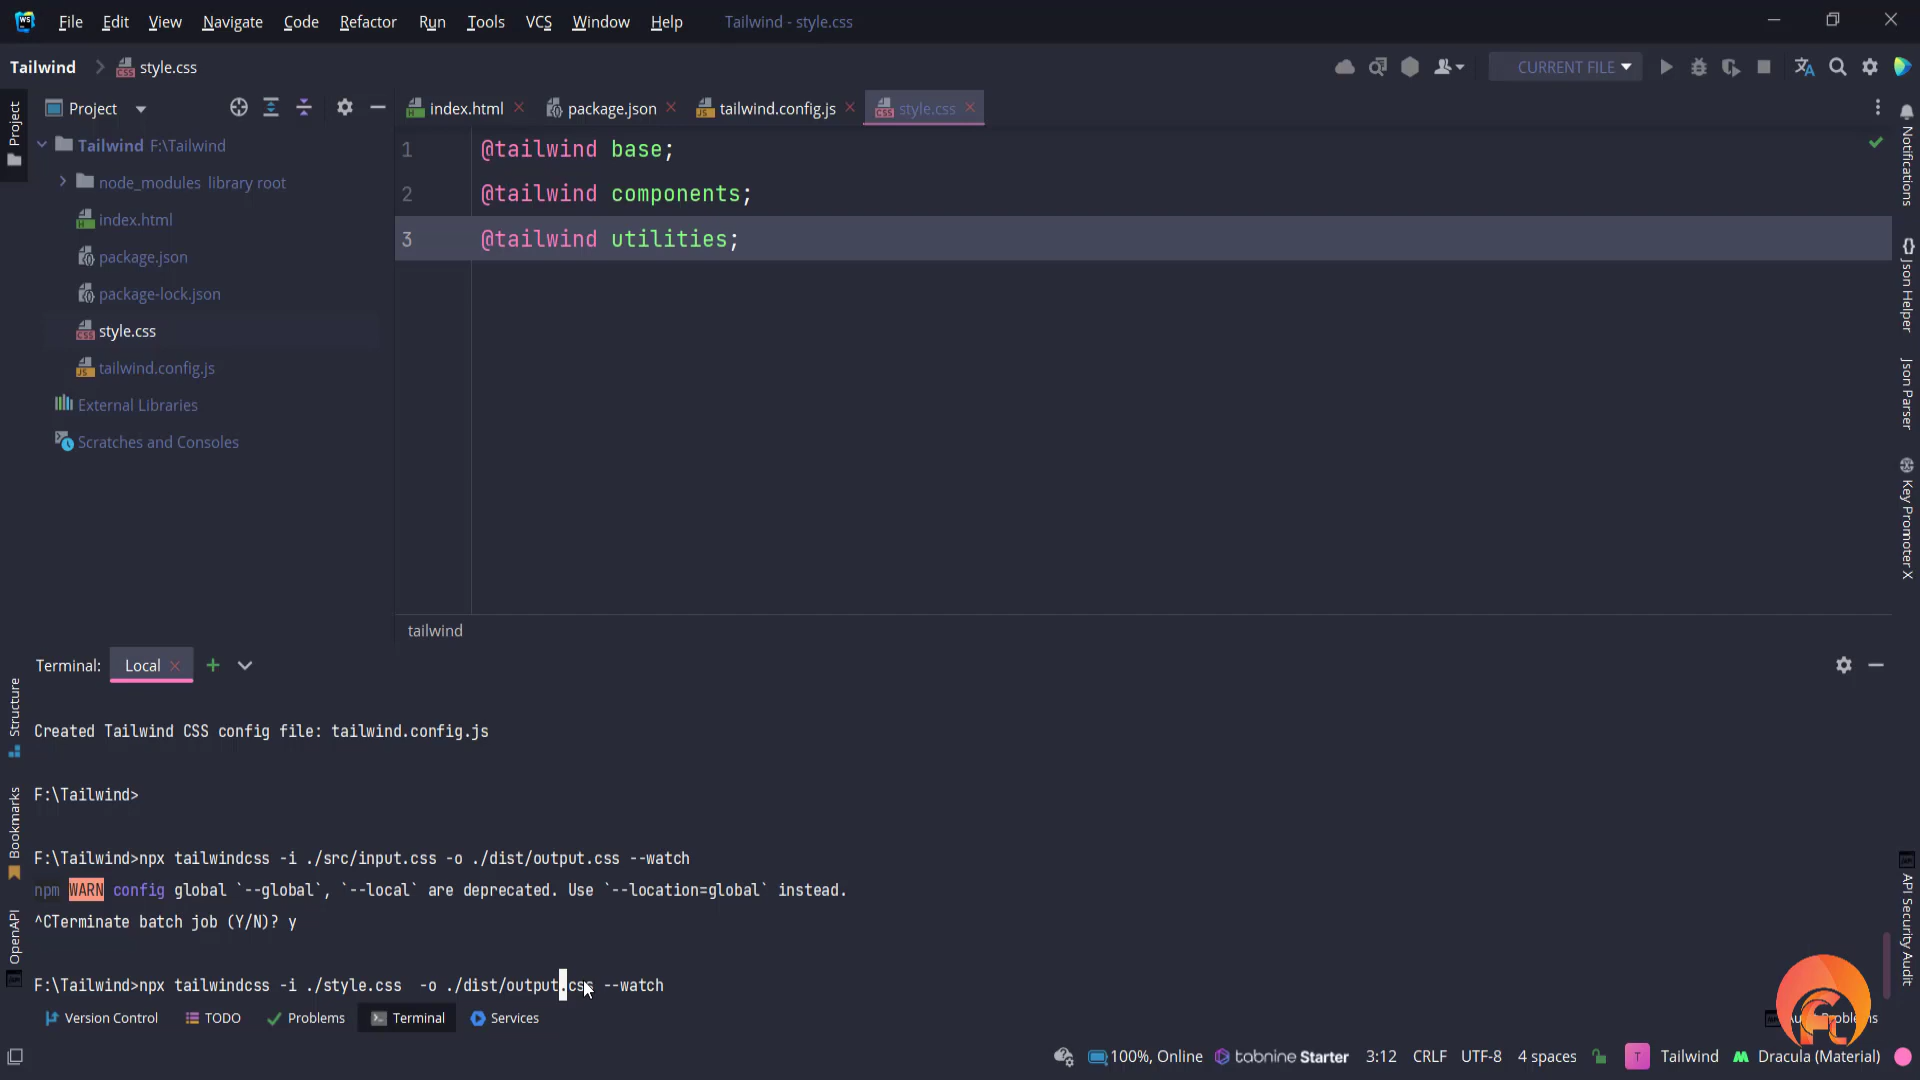 File Edit View Navigate Code Refactor Run Tools VCS Window Help Tailwind - style.css
Tailwind style.css CURRENT FILE
Project
Project
index.html package.json tailwind.config.js style.css
Tailwind F:\Tailwind
node_modules library root
index.html
package.json
package-lock.json
style.css
tailwind.config.js
External Libraries
Scratches and Consoles
1 @tailwind base;
2 @tailwind components;
3 @tailwind utilities;
tailwind
Notifications
Json Helper
Json Parser
Key Promoter X
API Security Audit
Structure
Bookmarks
OpenAPI
Terminal: Local
Created Tailwind CSS config file: tailwind.config.js
F:\Tailwind>
F:\Tailwind>npx tailwindcss -i ./src/input.css -o ./dist/output.css --watch
npm WARN config global `--global`, `--local` are deprecated. Use `--location=global` instead.
^CTerminate batch job (Y/N)? y
F:\Tailwind>npx tailwindcss -i ./style.css  -o ./dist/output.css --watch
Version Control TODO Problems Terminal Services
100%, Online tabnine Starter 3:12 CRLF UTF-8 4 spaces T Tailwind Dracula (Material)